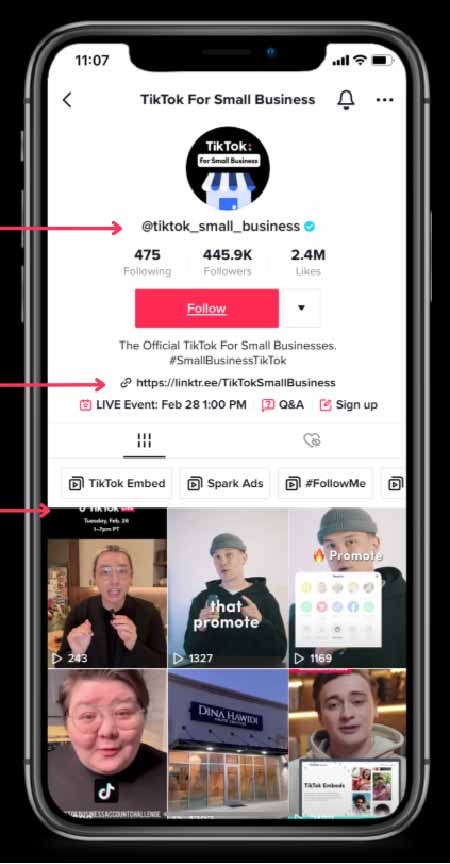 11:07
TikTok For Small Business
TikTok:
For Small Business
@tiktok_small_business
475 445.9K 2.4M
Following Followers Likes
Follow
The Official TikTok For Small Businesses.
#SmallBusinessTikTok
https://linktr.ee/TikTokSmallBusiness
LIVE Event: Feb 28 1:00 PM Q&A Sign up
TikTok Embed Spark Ads #FollowMe
TikTok LIVE
Tuesday, Feb. 28
1-7pm PT
that
promote
Promote
243 1327 1169
DIINA HAWIDI
TikTok Embeds